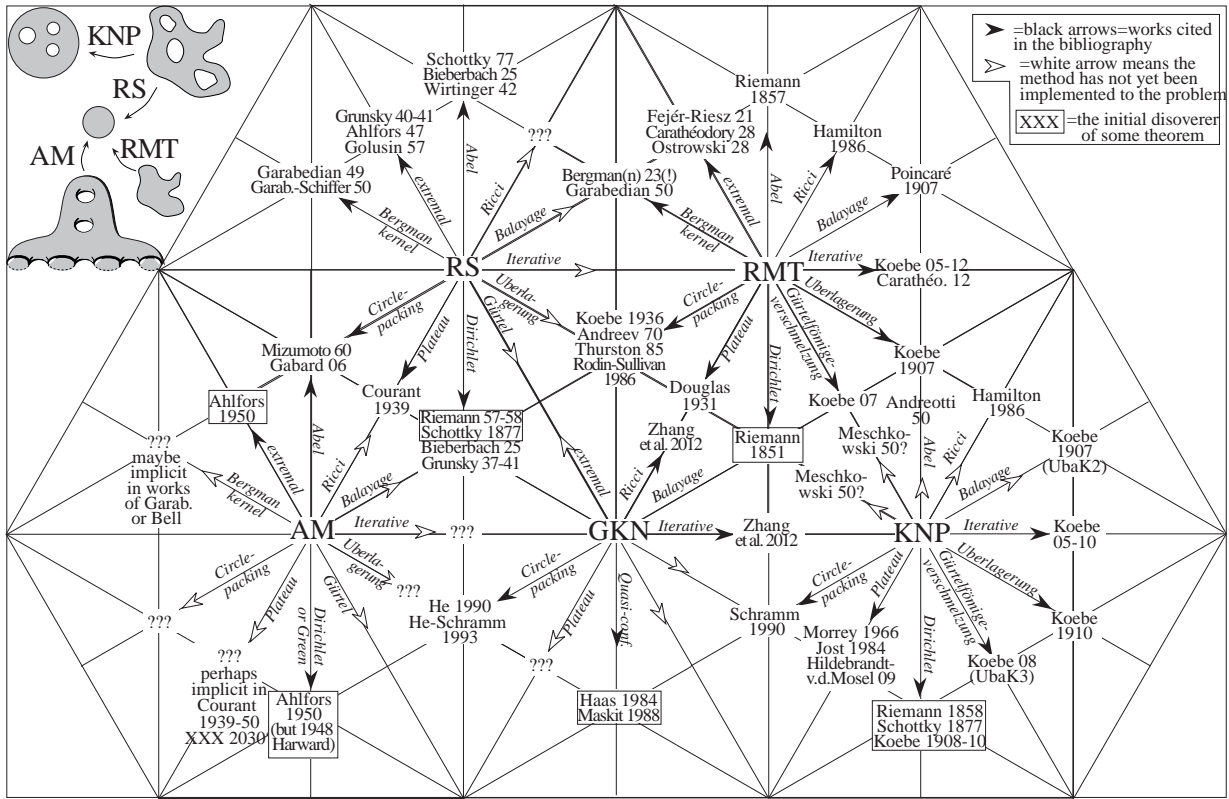 KNP
RS
AM
RMT
=black arrows=works cited
in the bibliography
=white arrow means the
method has not yet been
implemented to the problem
XXX =the initial disoverer
of some theorem
Schottky 77
Bieberbach 25
Wirtinger 42
Grunsky 40-41
Ahlfors 47
Golusin 57
Garabedian 49
Garab.-Schiffer 50
???
Bergman(n) 23(!)
Garabedian 50
Fejér-Riesz 21
Carathéodory 28
Ostrowski 28
Riemann
1857
Hamilton
1986
Poincaré
1907
Bergman
kernel
extremal
Abel
Ricci
Balayage
RS
Iterative
Circle-
packing
Plateau
Dirichlet
Gürtel
Uberla-
gerung
Bergman
kernel
extremal
Abel
Ricci
Balayage
RMT
Iterative
Koebe 05-12
Carathéo. 12
Circle-
packing
Plateau
Dirichlet
Gürtelfömige-
verschmelzung
Uberlagerung
Mizumoto 60
Gabard 06
Courant
1939
Riemann 57-58
Schottky 1877
Bieberbach 25
Grunsky 37-41
Koebe 1936
Andreev 70
Thurston 85
Rodin-Sullivan
1986
Douglas
1931
Riemann
1851
Koebe 07
Koebe
1907
Ahlfors
1950
???
maybe
implicit
in works
of Garab.
or Bell
Bergman
kernel
extremal
Abel
Ricci
Balayage
AM
Iterative
???
Circle-
packing
???
Plateau
???
perhaps
implicit in
Courant
1939-50
XXX 2030
Dirichlet
or Green
Ahlfors
1950
(but 1948
Harward)
Gürtel
Uberla-
gerung
???
extremal
Ricci
Zhang
et al. 2012
Balayage
GKN
Iterative
Zhang
et al. 2012
Circle-
packing
He 1990
He-Schramm
1993
Plateau
???
Quasi-conf.
Haas 1984
Maskit 1988
Meschko-
wski 50?
Meschko-
wski 50?
Andreotti
50
Abel
Hamilton
1986
Ricci
Balayage
Koebe
1907
(UbaK2)
KNP
Iterative
Koebe
05-10
Circle-
packing
Schramm
1990
Plateau
Morrey 1966
Jost 1984
Hildebrandt-
v.d.Mosel 09
Dirichlet
Riemann 1858
Schottky 1877
Koebe 1908-10
Gürtelfömige-
verschmelzung
Koebe 08
(UbaK3)
Uberlagerung
Koebe
1910